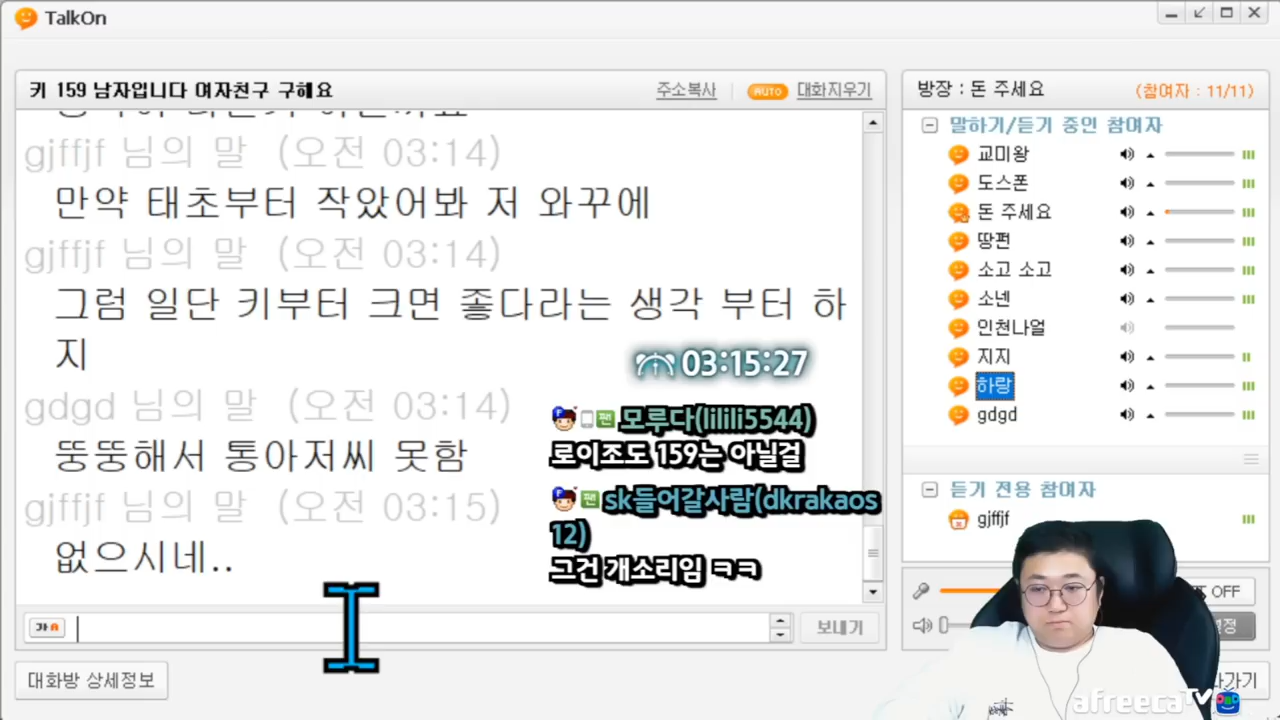 TalkOn
키 159 남자입니다 여자친구 구해요
주소복사
AUTO
대화지우기
gjffjf 님의 말 (오전 03:14)
만약 태초부터 작았어봐 저 와꾸에
gjffjf 님의 말 (오전 03:14)
그럼 일단 키부터 크면 좋다라는 생각 부터 하
지
gdgd 님의 말 (오전 03:14)
뚱뚱해서 통아저씨 못함
gjffjf 님의 말 (오전 03:15)
없으시네..
03:15:27
팬 모루다(lilili5544)
로이조도 159는 아닐걸
팬 sk들어갈사람(dkrakaos
12)
그건 개소리임 ㅋㅋ
가a
보내기
대화방 상세정보
방장 : 돈 주세요
(참여자 : 11/11)
말하기/듣기 중인 참여자
교미왕
도스폰
돈 주세요
땅펀
소고 소고
소넨
인천나얼
지지
하랑
gdgd
듣기 전용 참여자
gjffjf
OFF
afreecaTV